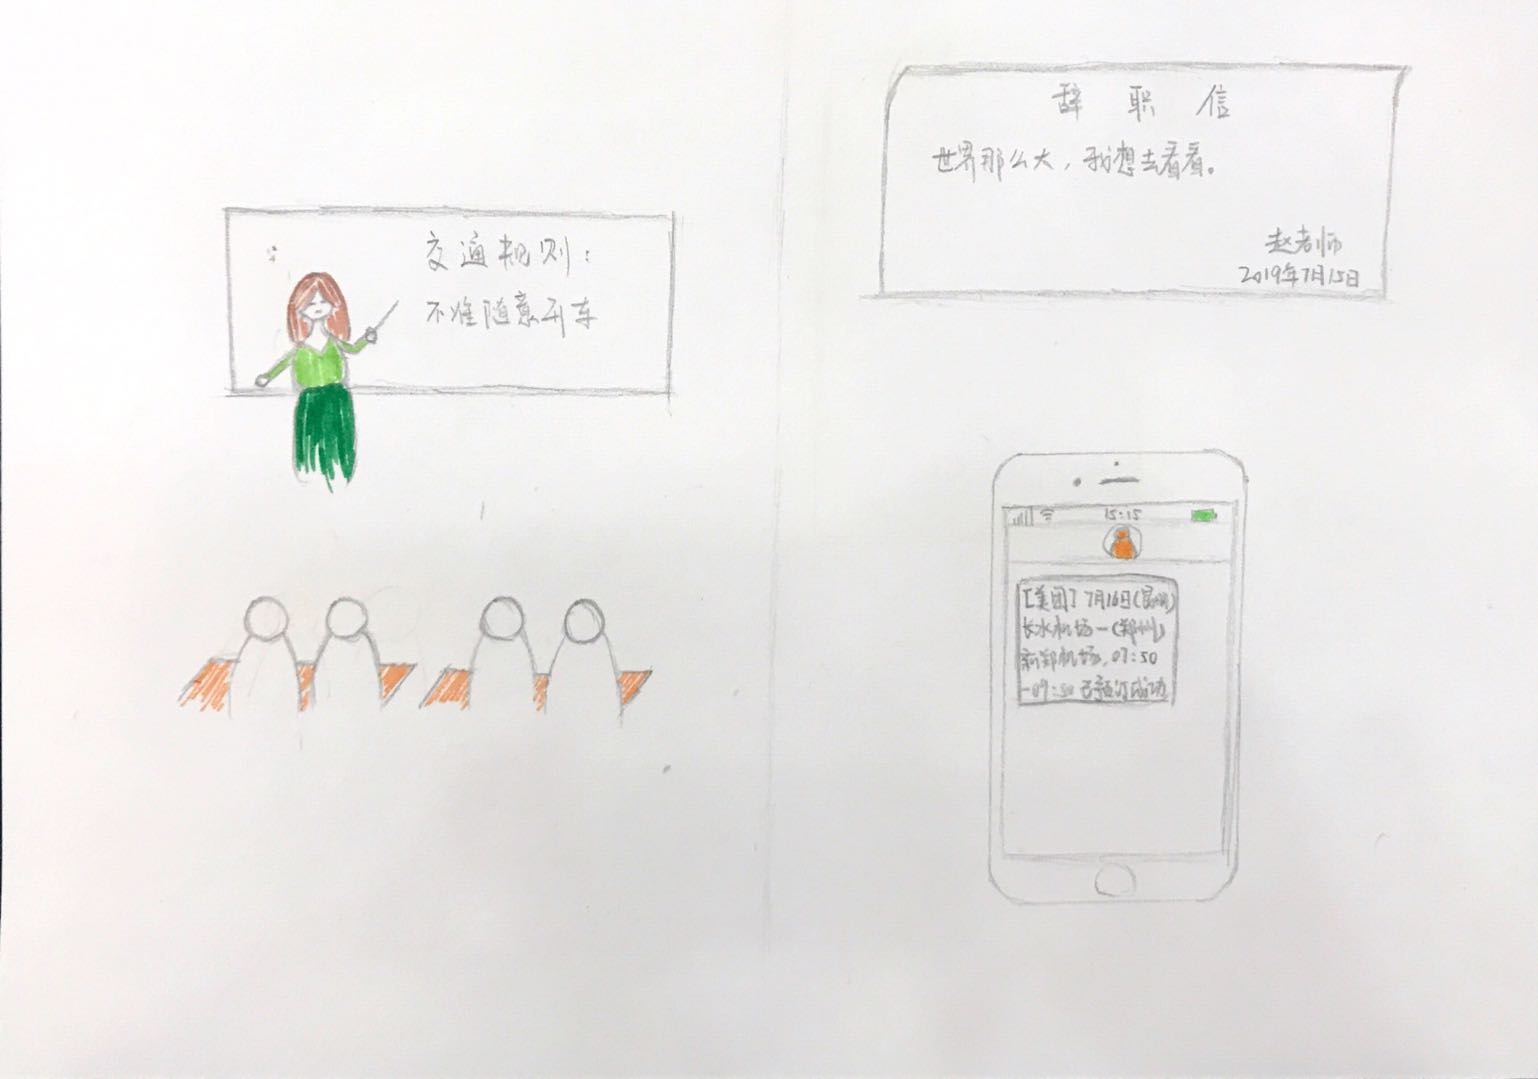 交通规则：
不准随意开车
辞职信
世界那么大，我想去看看。
赵老师
2019年7月15日
15:15
[美团] 7月16日(昆明)
长水机场-(郑州)
新郑机场,07:50
-09:50 已预订成功